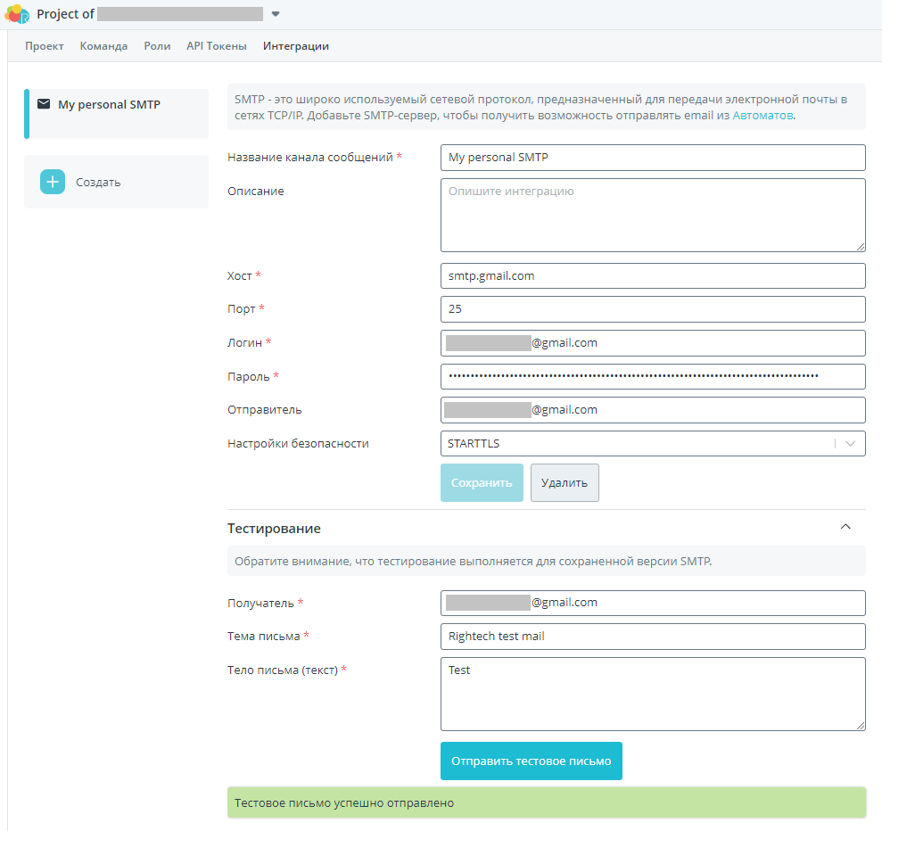 Project of
Проект Команда Роли API Токены Интеграции
My personal SMTP
Создать
SMTP - это широко используемый сетевой протокол, предназначенный для передачи электронной почты в
сетях TCP/IP. Добавьте SMTP-сервер, чтобы получить возможность отправлять email из Автоматов.
Название канала сообщений * My personal SMTP
Описание Опишите интеграцию
Хост * smtp.gmail.com
Порт * 25
Логин * @gmail.com
Пароль *
Отправитель @gmail.com
Настройки безопасности STARTTLS
Сохранить Удалить
Тестирование
Обратите внимание, что тестирование выполняется для сохраненной версии SMTP.
Получатель * @gmail.com
Тема письма * Rightech test mail
Тело письма (текст) * Test
Отправить тестовое письмо
Тестовое письмо успешно отправлено